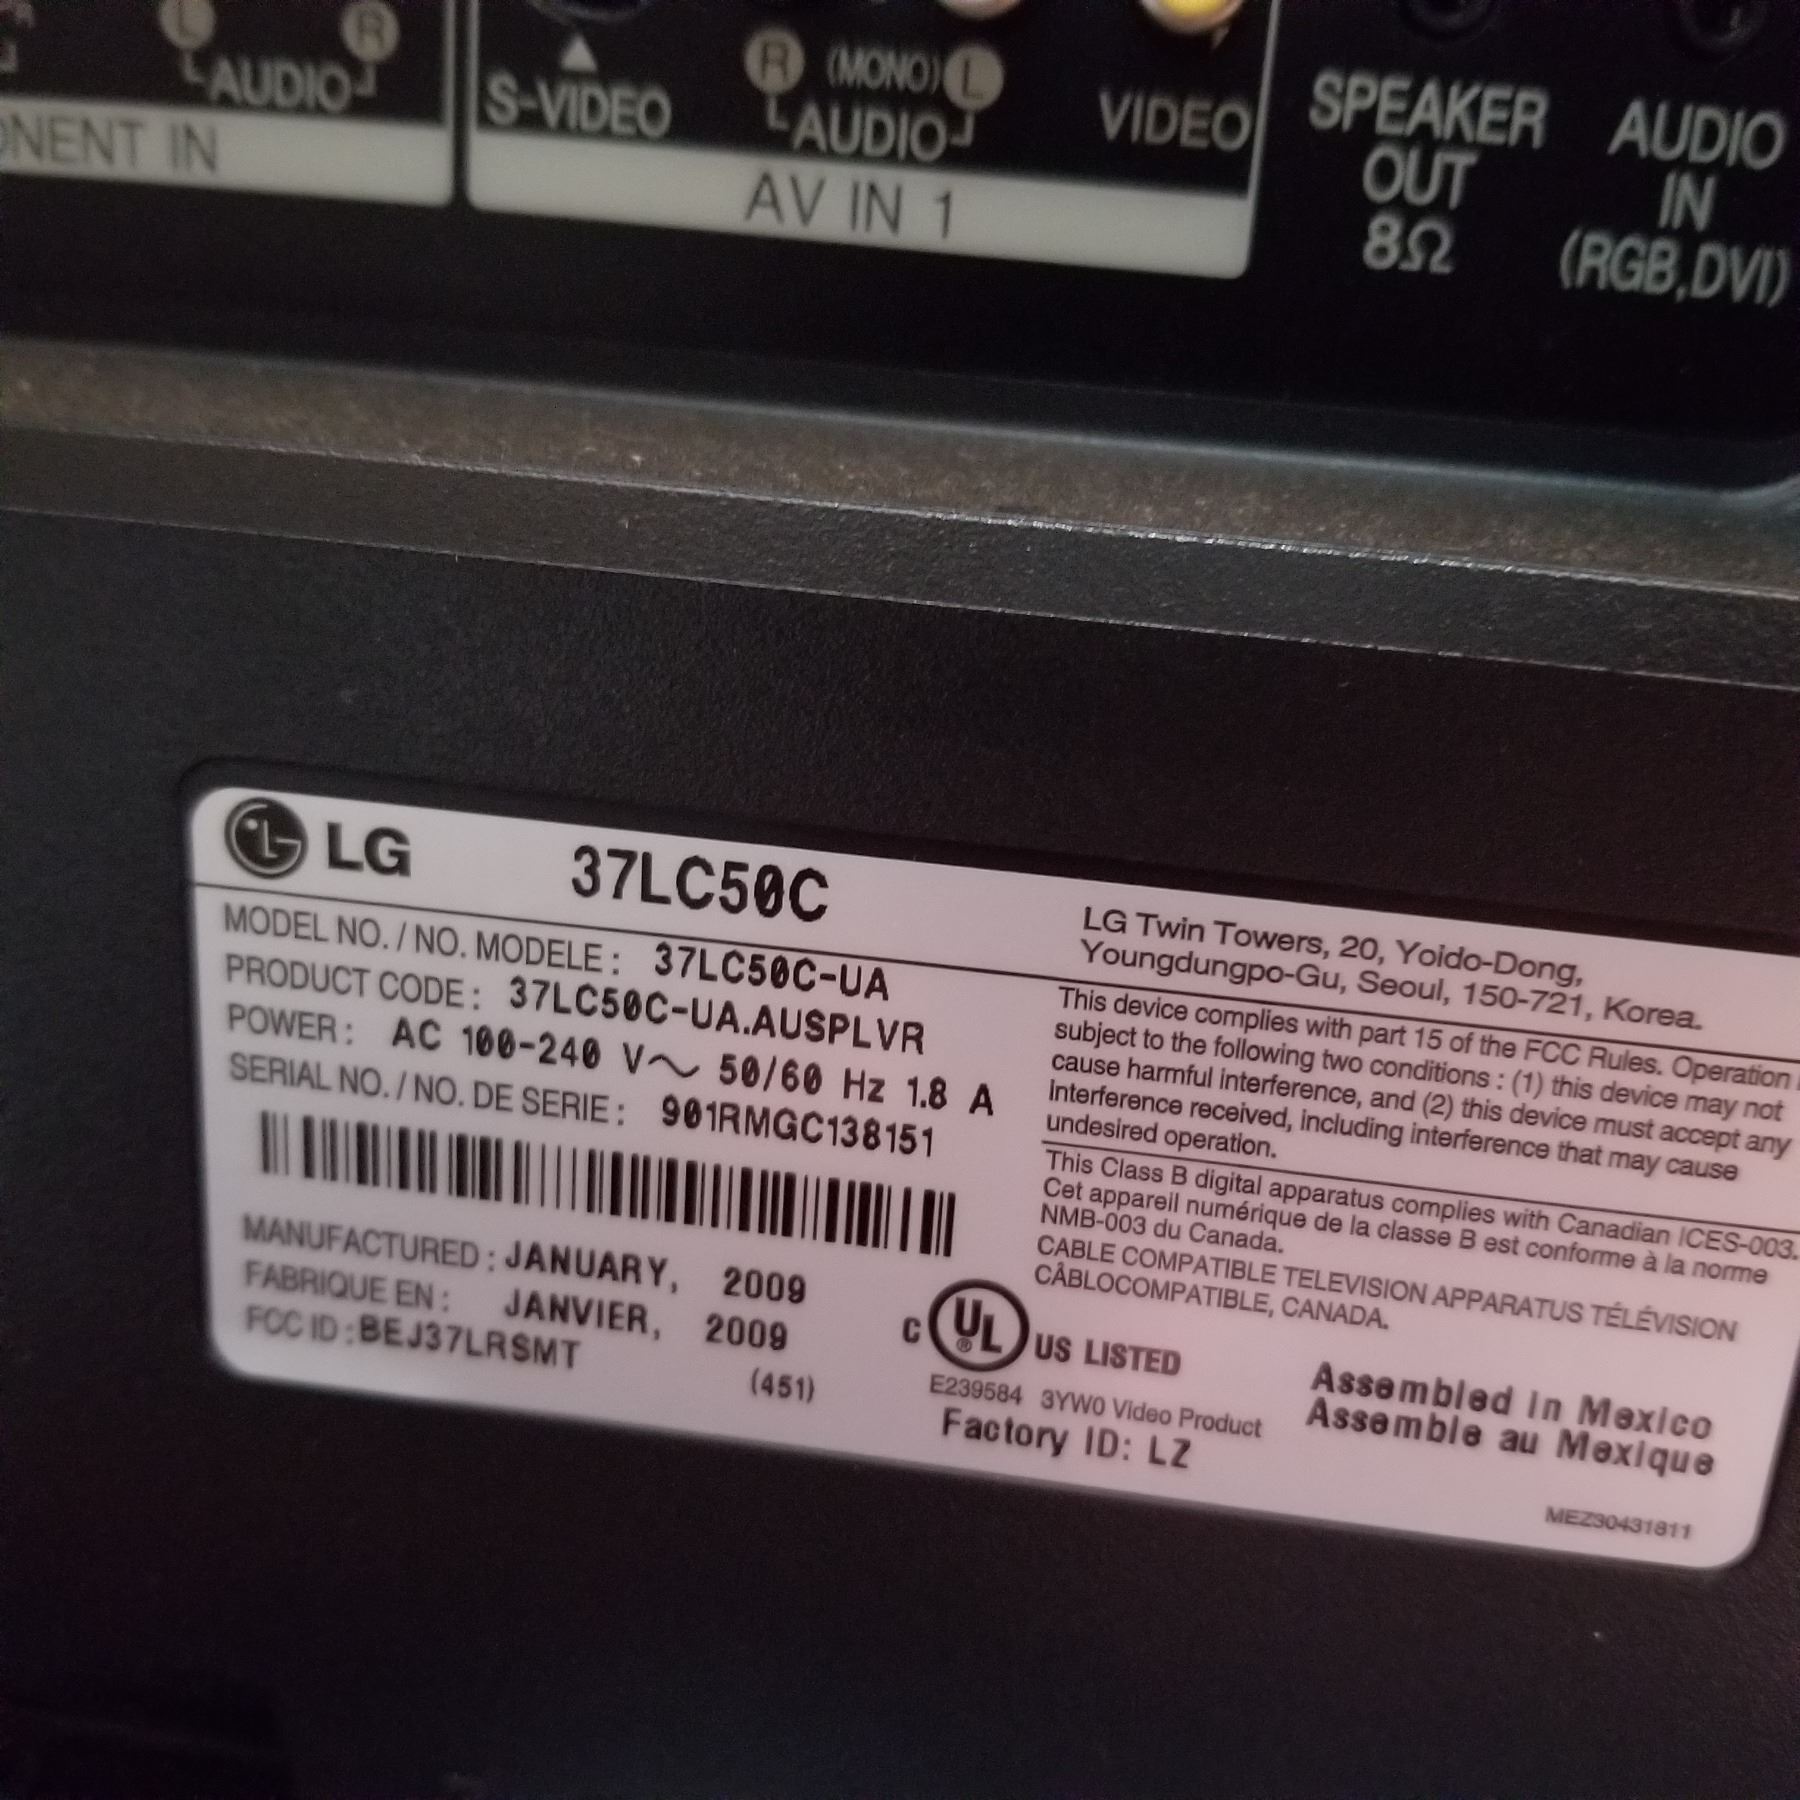 L AUDIO R
NENT IN
S-VIDEO
R (MONO) L
AUDIO
VIDEO
AV IN 1
SPEAKER
OUT
8Ω
AUDIO
IN
(RGB,DVI)
LG 37LC50C
MODEL NO. / NO. MODELE : 37LC50C-UA
PRODUCT CODE : 37LC50C-UA.AUSPLVR
POWER : AC 100-240 V～ 50/60 Hz 1.8 A
SERIAL NO. / NO. DE SERIE : 901RMGC138151
MANUFACTURED : JANUARY, 2009
FABRIQUE EN : JANVIER, 2009
FCC ID : BEJ37LRSMT
(451)
LG Twin Towers, 20, Yoido-Dong,
Youngdungpo-Gu, Seoul, 150-721, Korea.
This device complies with part 15 of the FCC Rules. Operation
subject to the following two conditions : (1) this device may not
cause harmful interference, and (2) this device must accept any
interference received, including interference that may cause
undesired operation.
This Class B digital apparatus complies with Canadian ICES-003.
Cet appareil numérique de la classe B est conforme à la norme
NMB-003 du Canada.
CABLE COMPATIBLE TELEVISION APPARATUS TÉLÉVISION
CÂBLOCOMPATIBLE, CANADA.
C UL ® US LISTED
E239584 3YW0 Video Product
Factory ID: LZ
Assembled in Mexico
Assemble au Mexique
MEZ30431811